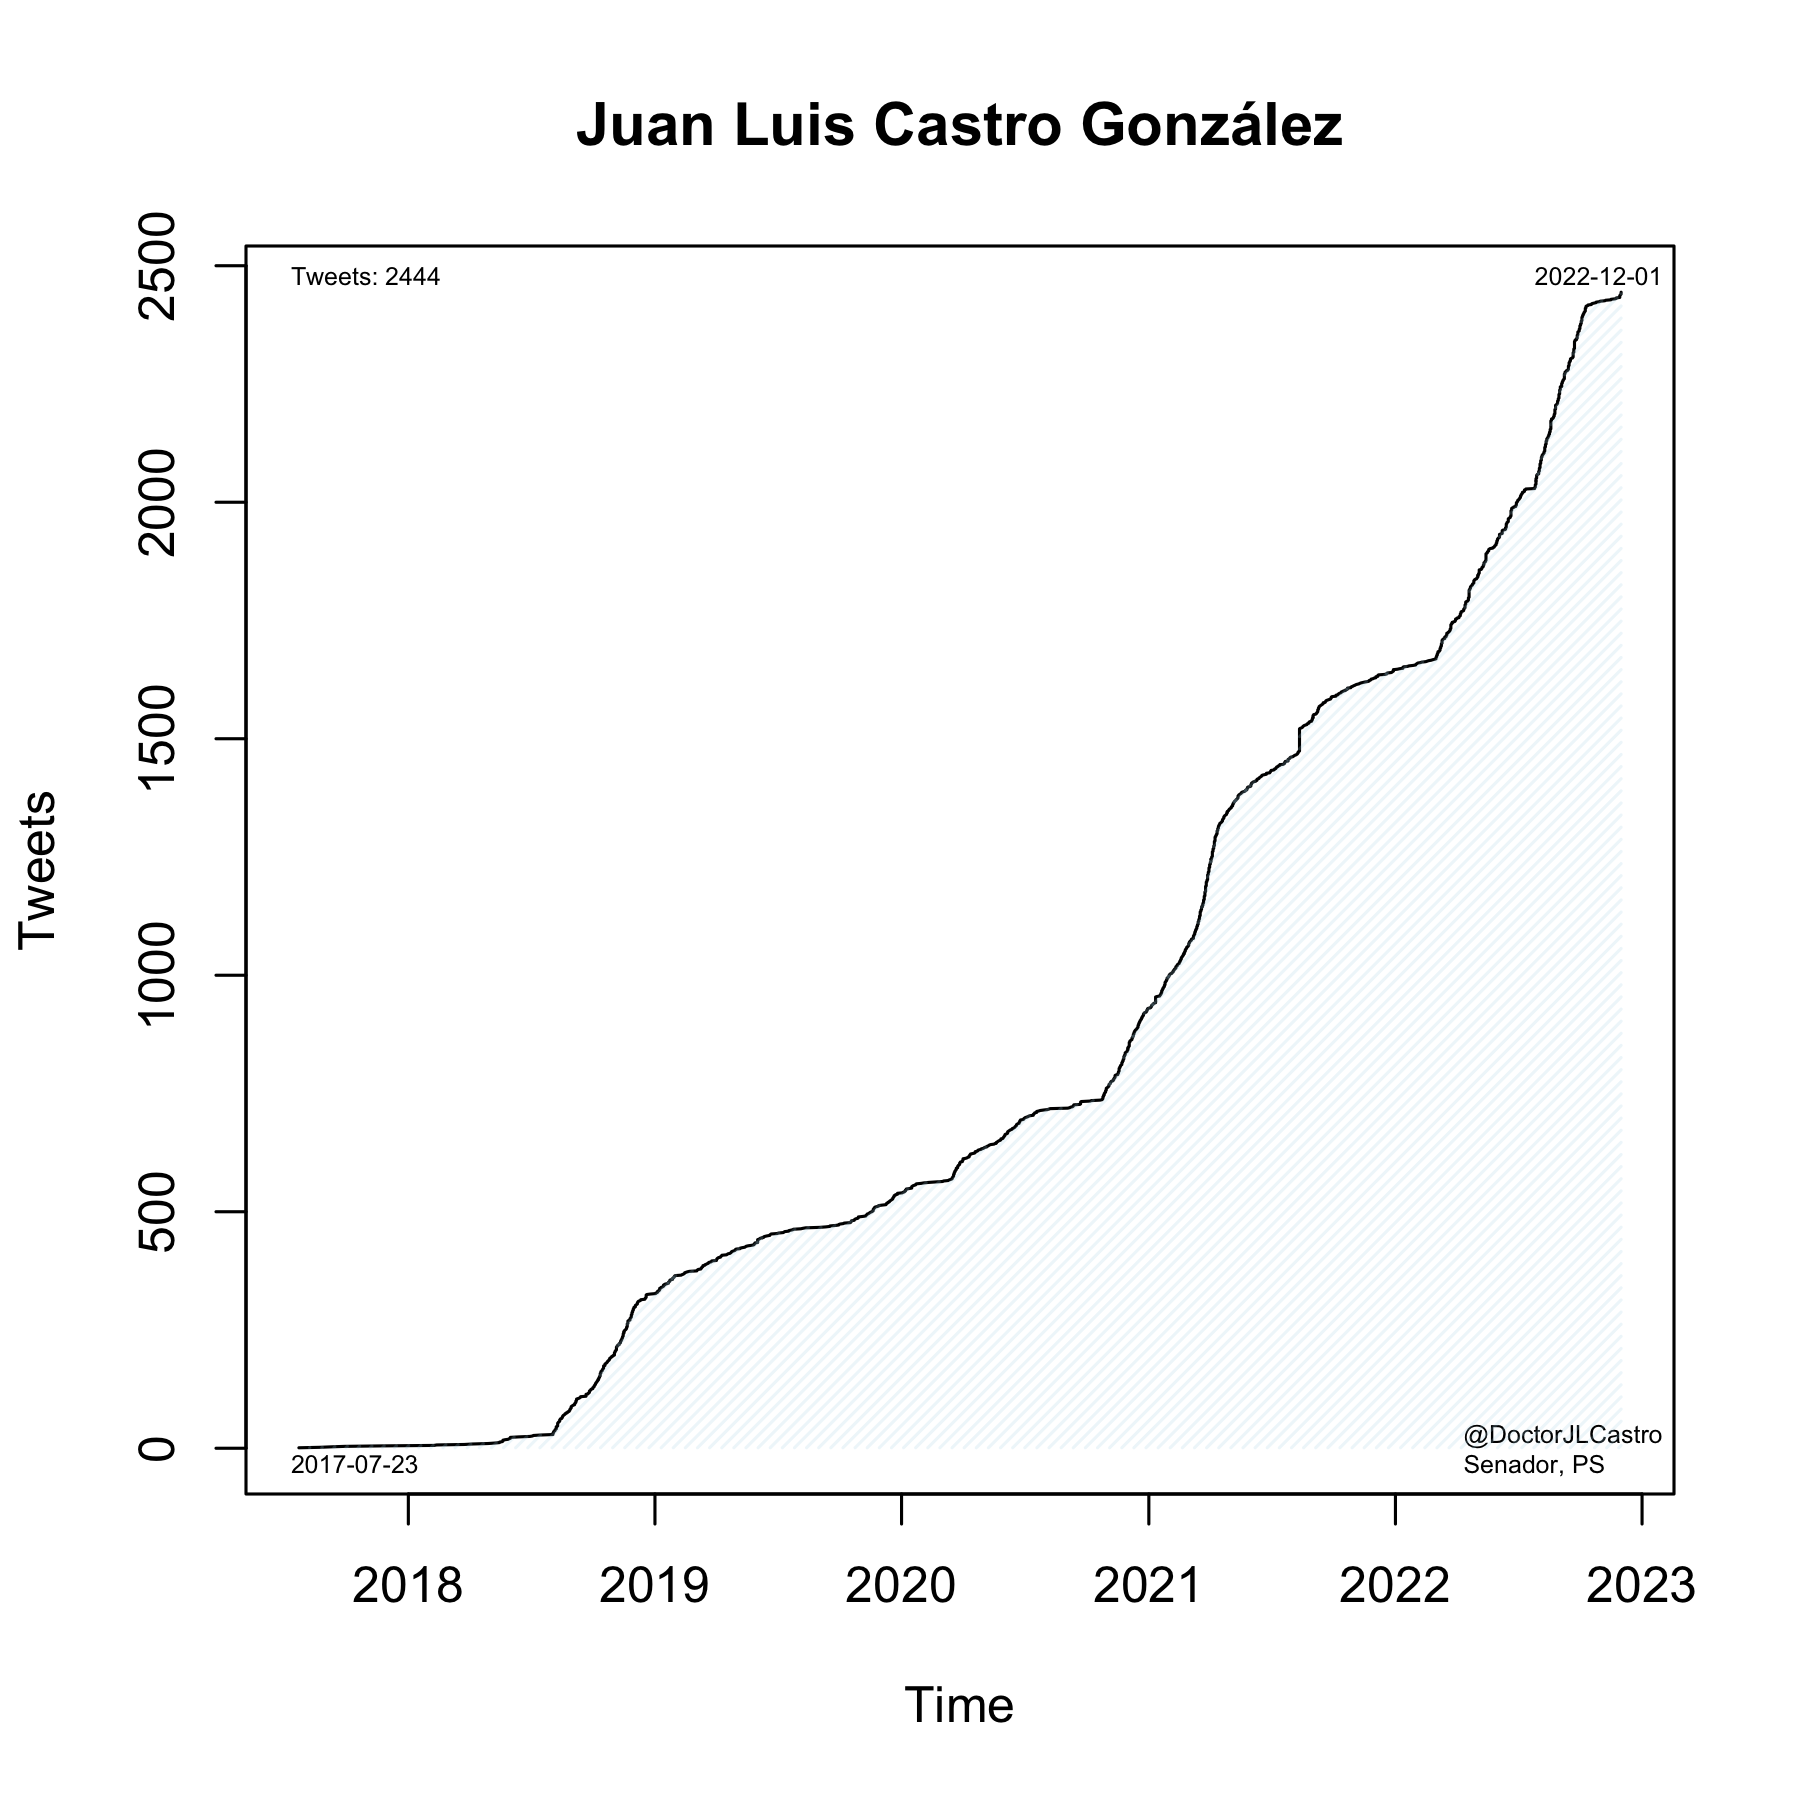 Juan Luis Castro González
Tweets
2500
2000
1500
1000
500
0
Tweets: 2444
2022-12-01
2017-07-23
@DoctorJLCastro
Senador, PS
2018 2019 2020 2021 2022 2023
Time